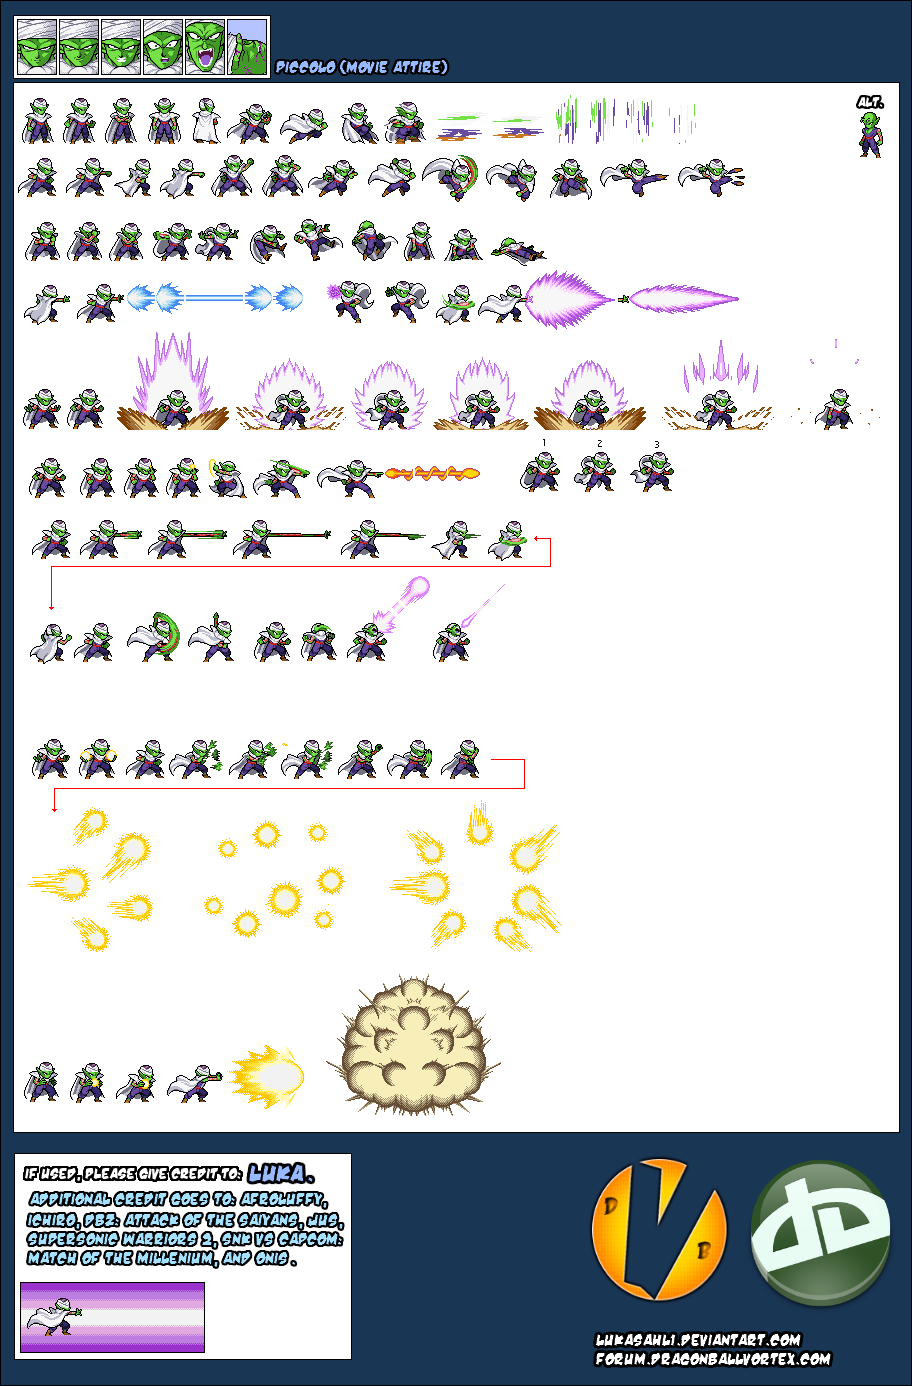 PICCOLO (MOVIE ATTIRE)
ALT.
1 2 3
IF USED, PLEASE GIVE CREDIT TO: LUKA.
ADDITIONAL CREDIT GOES TO: AFROLUFFY,
ICHIRO, DBZ: ATTACK OF THE SAIYANS, JUS,
SUPERSONIC WARRIORS 2, SNK VS CAPCOM:
MATCH OF THE MILLENIUM, AND ONIS.
D
B
LUKASAHL1.DEVIANTART.COM
FORUM.DRAGONBALLVORTEX.COM